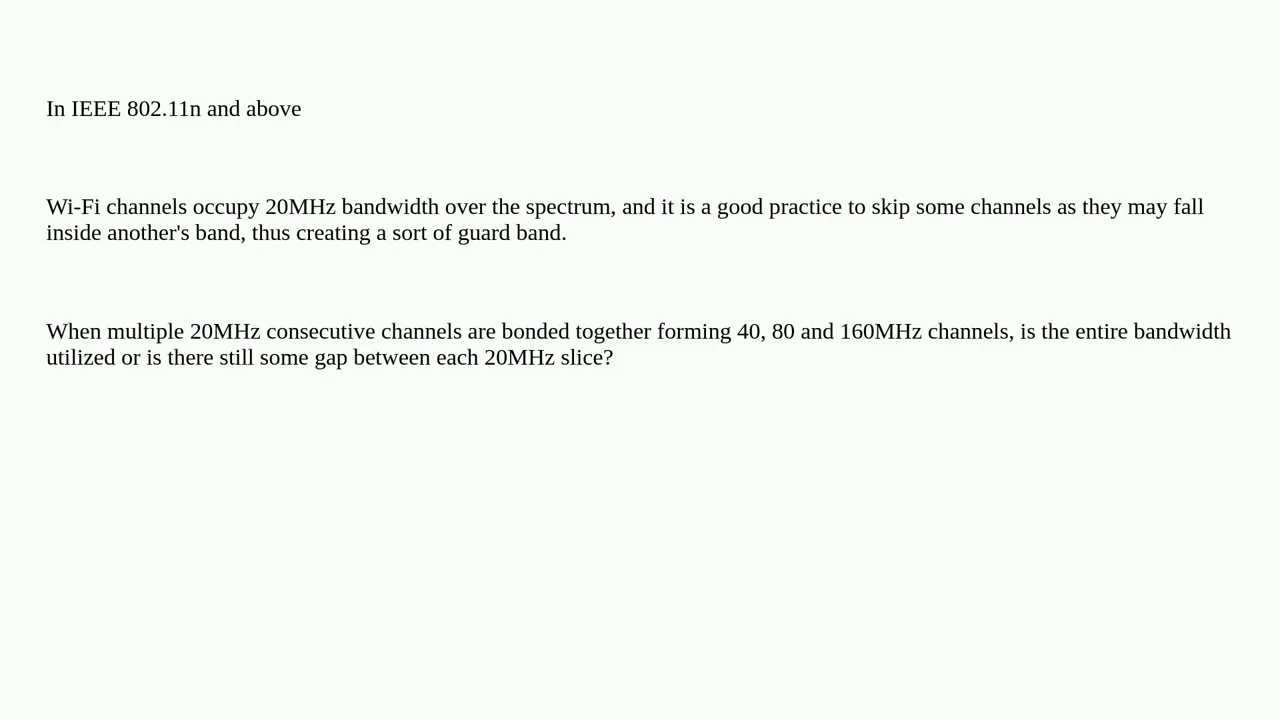 In IEEE 802.11n and above
Wi-Fi channels occupy 20MHz bandwidth over the spectrum, and it is a good practice to skip some channels as they may fall
inside another's band, thus creating a sort of guard band.
When multiple 20MHz consecutive channels are bonded together forming 40, 80 and 160MHz channels, is the entire bandwidth
utilized or is there still some gap between each 20MHz slice?